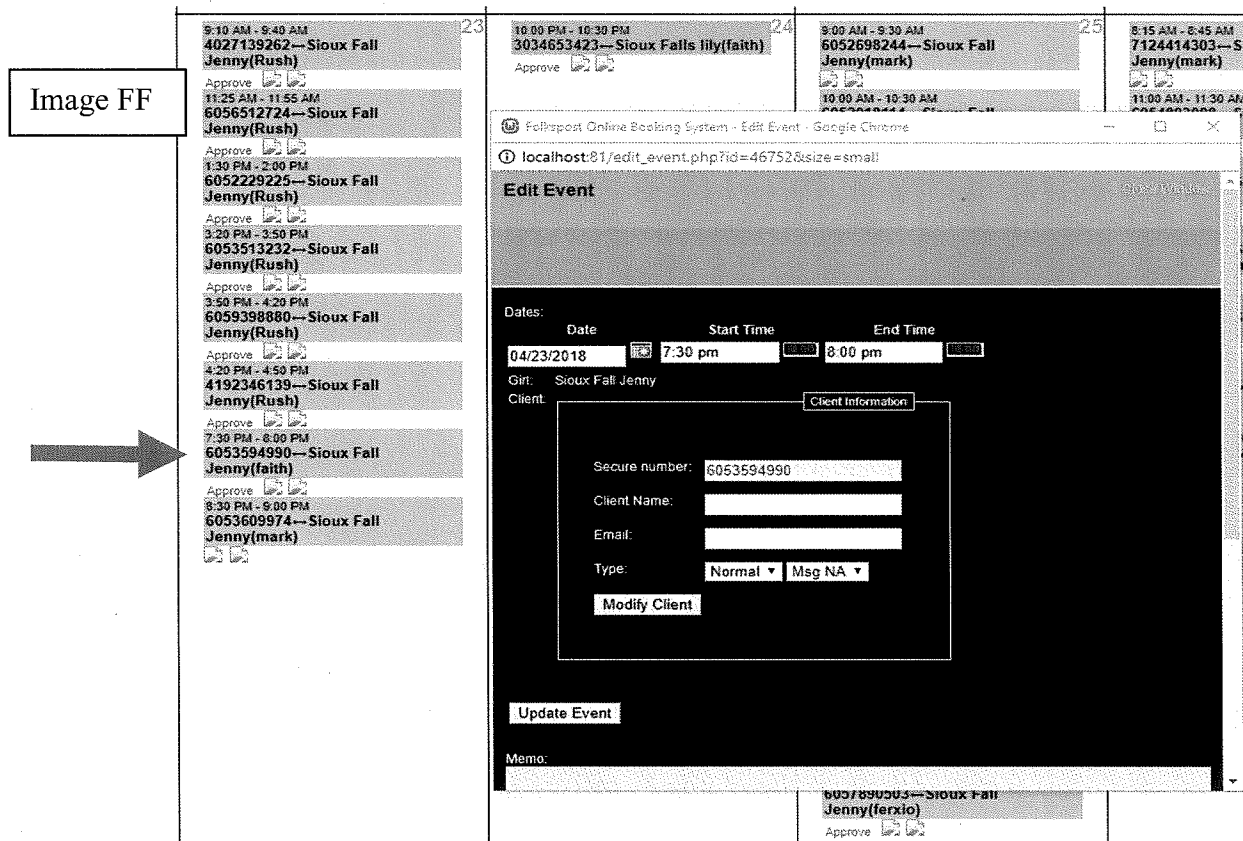 Image FF
23
9:10 AM - 9:40 AM
4027139262---Sioux Fall
Jenny(Rush)
Approve
11:25 AM - 11:55 AM
6056512724---Sioux Fall
Jenny(Rush)
Approve
1:30 PM - 2:00 PM
6052229225---Sioux Fall
Jenny(Rush)
Approve
3:20 PM - 3:50 PM
6053513232---Sioux Fall
Jenny(Rush)
Approve
3:50 PM - 4:20 PM
6059398880---Sioux Fall
Jenny(Rush)
Approve
4:20 PM - 4:50 PM
4192346139---Sioux Fall
Jenny(Rush)
Approve
7:30 PM - 8:00 PM
6053594990---Sioux Fall
Jenny(faith)
Approve
8:30 PM - 9:00 PM
6053609974---Sioux Fall
Jenny(mark)
24
10:00 PM - 10:30 PM
3034653423---Sioux Falls lily(faith)
Approve
25
9:00 AM - 9:30 AM
6052698244---Sioux Fall
Jenny(mark)
10:00 AM - 10:30 AM
8:15 AM - 8:45 AM
7124414303---S
Jenny(mark)
11:00 AM - 11:30 AM
Folkspost Online Booking System - Edit Event - Google Chrome
localhost:81/edit_event.php?id=46752&size=small
Edit Event
Dates:
Date Start Time End Time
04/23/2018 7:30 pm 8:00 pm
Girl: Sioux Fall Jenny
Client:
Client Information
Secure number: 6053594990
Client Name:
Email:
Type: Normal Msg NA
Modify Client
Update Event
Memo:
6057890503---Sioux Fall
Jenny(ferxio)
Approve